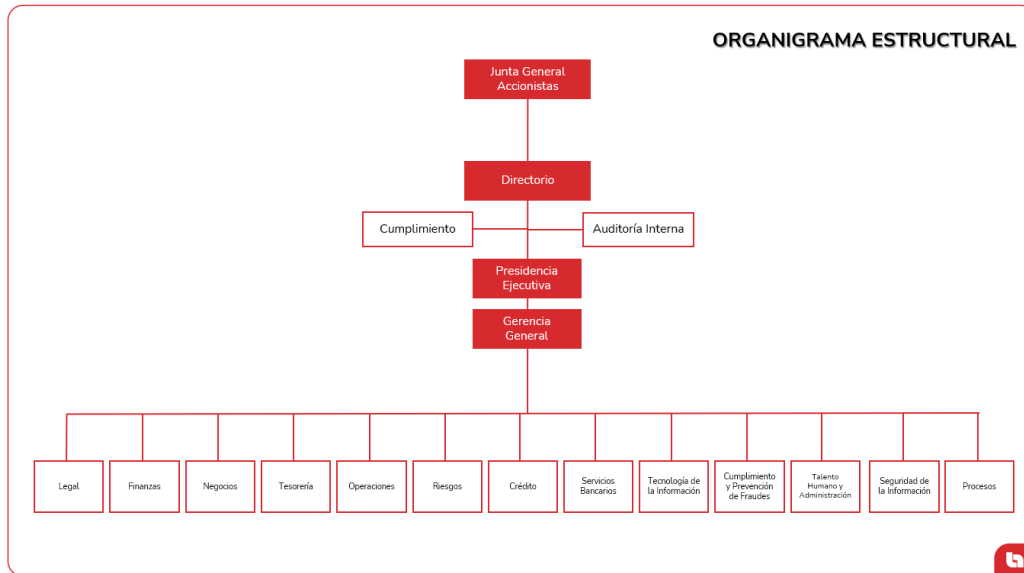 ORGANIGRAMA ESTRUCTURAL
Junta General
Accionistas
Directorio
Cumplimiento
Auditoría Interna
Presidencia
Ejecutiva
Gerencia
General
Legal
Finanzas
Negocios
Tesorería
Operaciones
Riesgos
Crédito
Servicios
Bancarios
Tecnología de
la Información
Cumplimiento
y Prevención
de Fraudes
Talento
Humano y
Administración
Seguridad de
la Información
Procesos